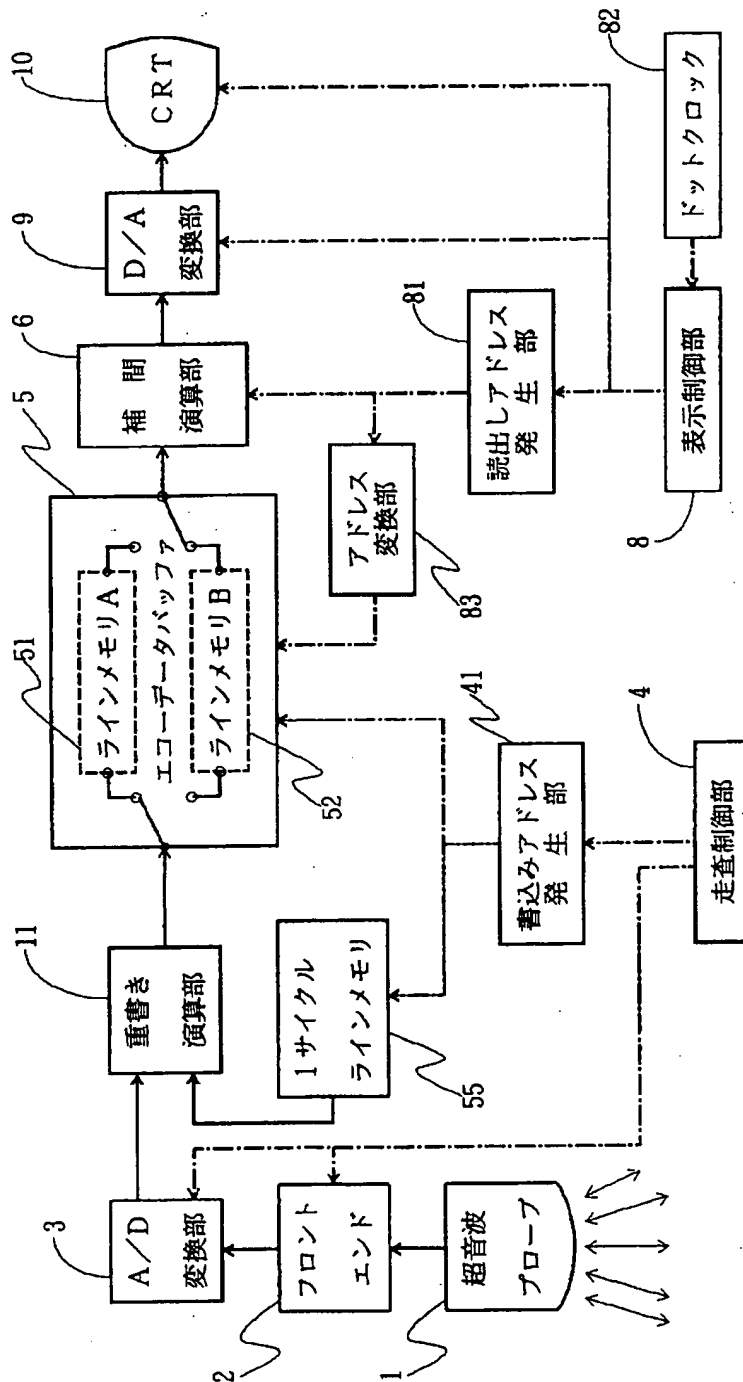 1
超音波
プローブ
2
フロント
エンド
3
A/D
変換部
11
重書き
演算部
1サイクル
ラインメモリ
55
5
51
ラインメモリA
エコーデータバッファ
ラインメモリB
52
6
補間
演算部
9
D/A
変換部
10
CRT
4
走査制御部
41
書込みアドレス
発生部
83
アドレス
変換部
81
読出しアドレス
発生部
8
表示制御部
82
ドットクロック